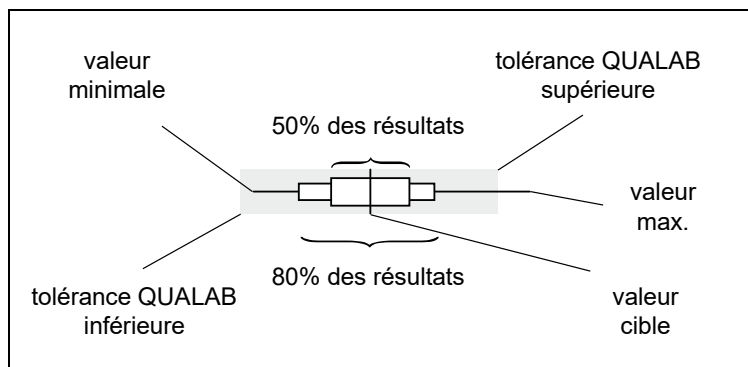 valeur
minimale
tolérance QUALAB
supérieure
50% des résultats
valeur
max.
80% des résultats
tolérance QUALAB
inférieure
valeur
cible